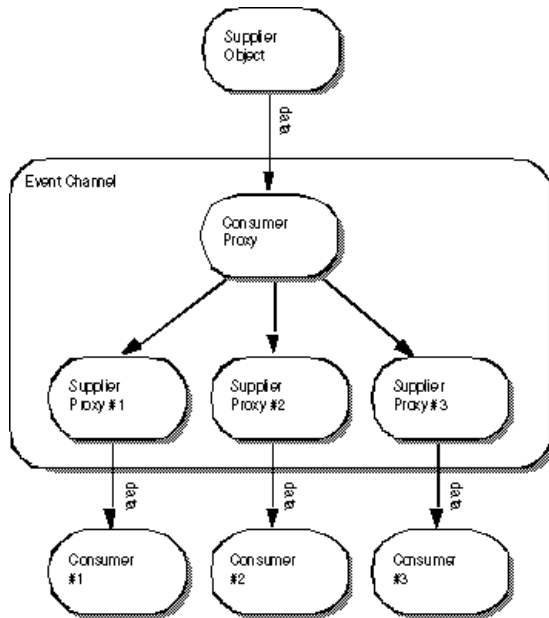 Supplier
Object
data
Event Channel
Consumer
Proxy
Supplier
Proxy #1
Supplier
Proxy #2
Supplier
Proxy #3
data
data
data
Consumer
#1
Consumer
#2
Consumer
#3